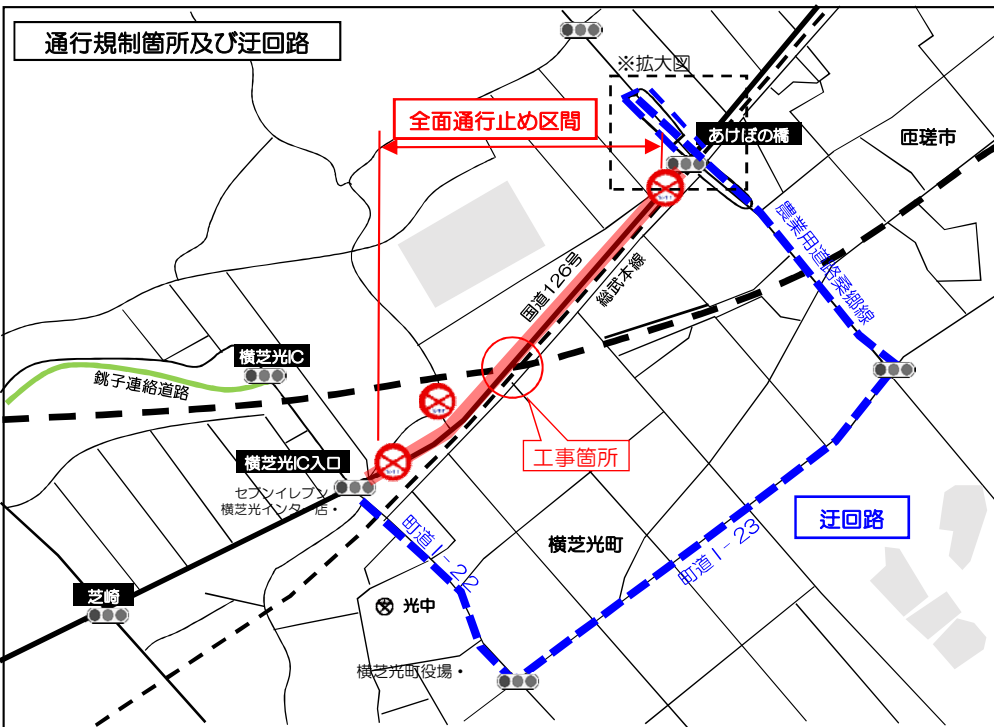 通行規制箇所及び迂回路
※拡大図
全面通行止め区間
あけぼの橋
匝瑳市
農業用道路桑郷線
国道126号
総武本線
横芝光IC
銚子連絡道路
工事箇所
横芝光IC入口
セブンイレブン
横芝光インター店・
迂回路
町道Ⅰ-22
横芝光町
町道Ⅰ-23
芝崎
光中
横芝光町役場・